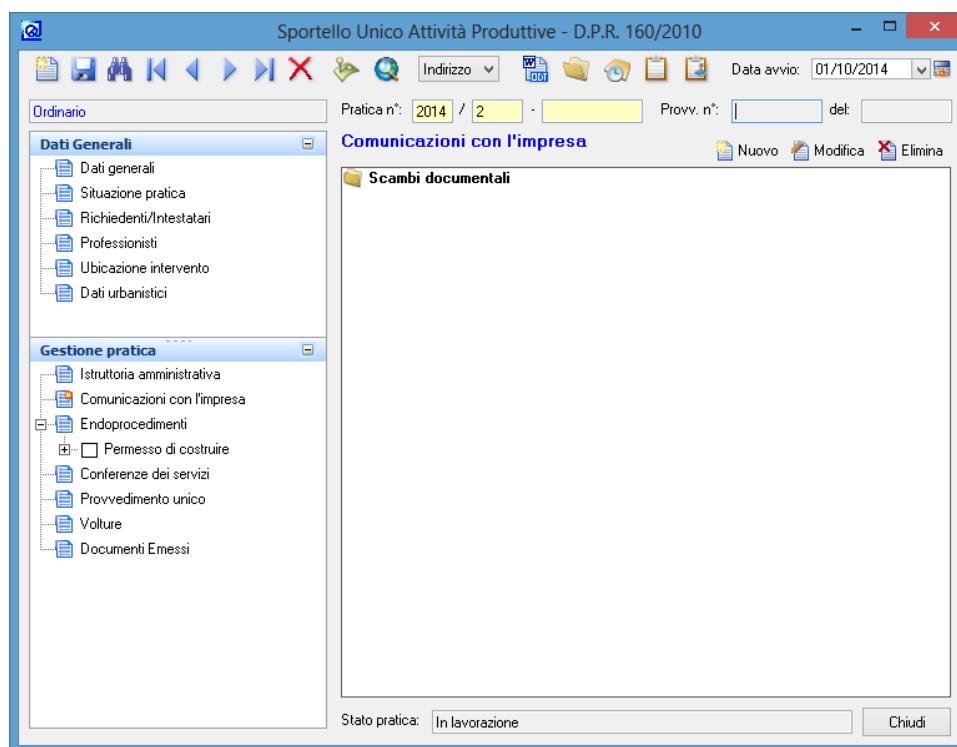 Sportello Unico Attività Produttive - D.P.R. 160/2010
Indirizzo
Data avvio: 01/10/2014
Ordinario
Pratica n°: 2014 / 2 -
Provv. n°: del:
Dati Generali
Dati generali
Situazione pratica
Richiedenti/Intestatari
Professionisti
Ubicazione intervento
Dati urbanistici
Gestione pratica
Istruttoria amministrativa
Comunicazioni con l'impresa
Endoprocedimenti
Permesso di costruire
Conferenze dei servizi
Provvedimento unico
Volture
Documenti Emessi
Comunicazioni con l'impresa
Nuovo Modifica Elimina
Scambi documentali
Stato pratica: In lavorazione
Chiudi